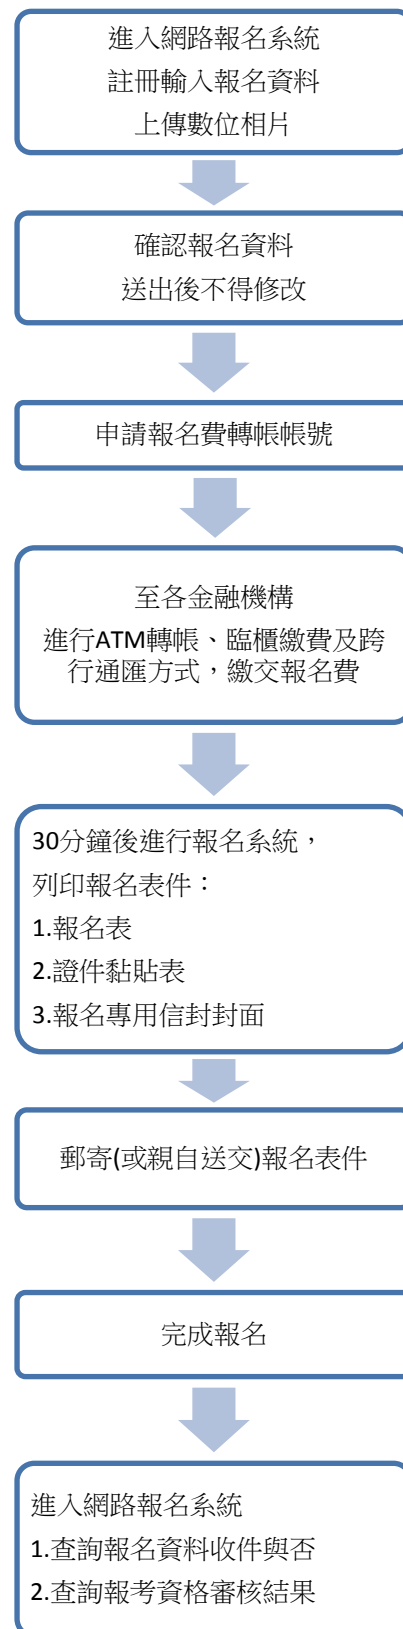 進入網路報名系統
註冊輸入報名資料
上傳數位相片
確認報名資料
送出後不得修改
申請報名費轉帳帳號
至各金融機構
進行ATM轉帳、臨櫃繳費及跨
行通匯方式，繳交報名費
30分鐘後進行報名系統，
列印報名表件：
1.報名表
2.證件黏貼表
3.報名專用信封封面
郵寄(或親自送交)報名表件
完成報名
進入網路報名系統
1.查詢報名資料收件與否
2.查詢報考資格審核結果